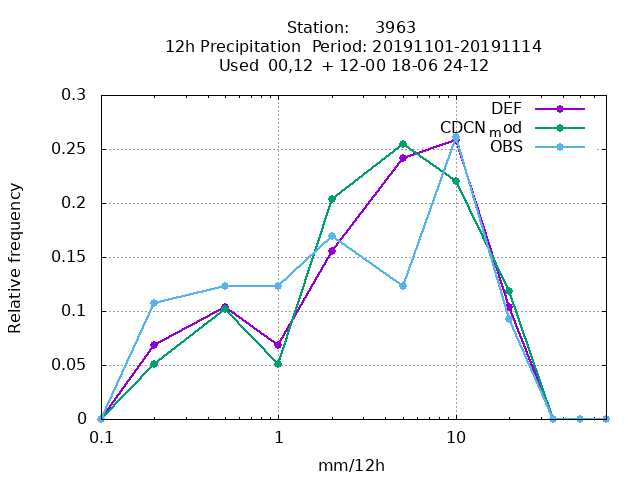 Station:     3963
12h Precipitation  Period: 20191101-20191114
Used  00,12  + 12-00 18-06 24-12
DEF
CDCN_mod
OBS
Relative frequency
0.3
0.25
0.2
0.15
0.1
0.05
0
0.1
1
10
mm/12h